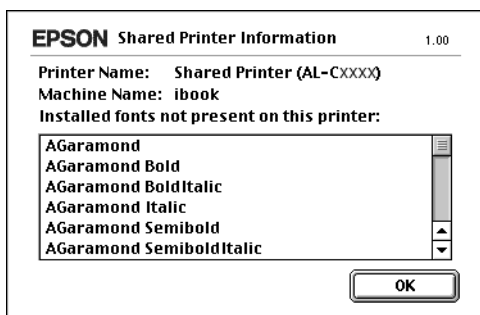 EPSON Shared Printer Information 1.00
Printer Name: Shared Printer (AL-CXXXX)
Machine Name: ibook
Installed fonts not present on this printer:
AGaramond
AGaramond Bold
AGaramond BoldItalic
AGaramond Italic
AGaramond Semibold
AGaramond SemiboldItalic
OK